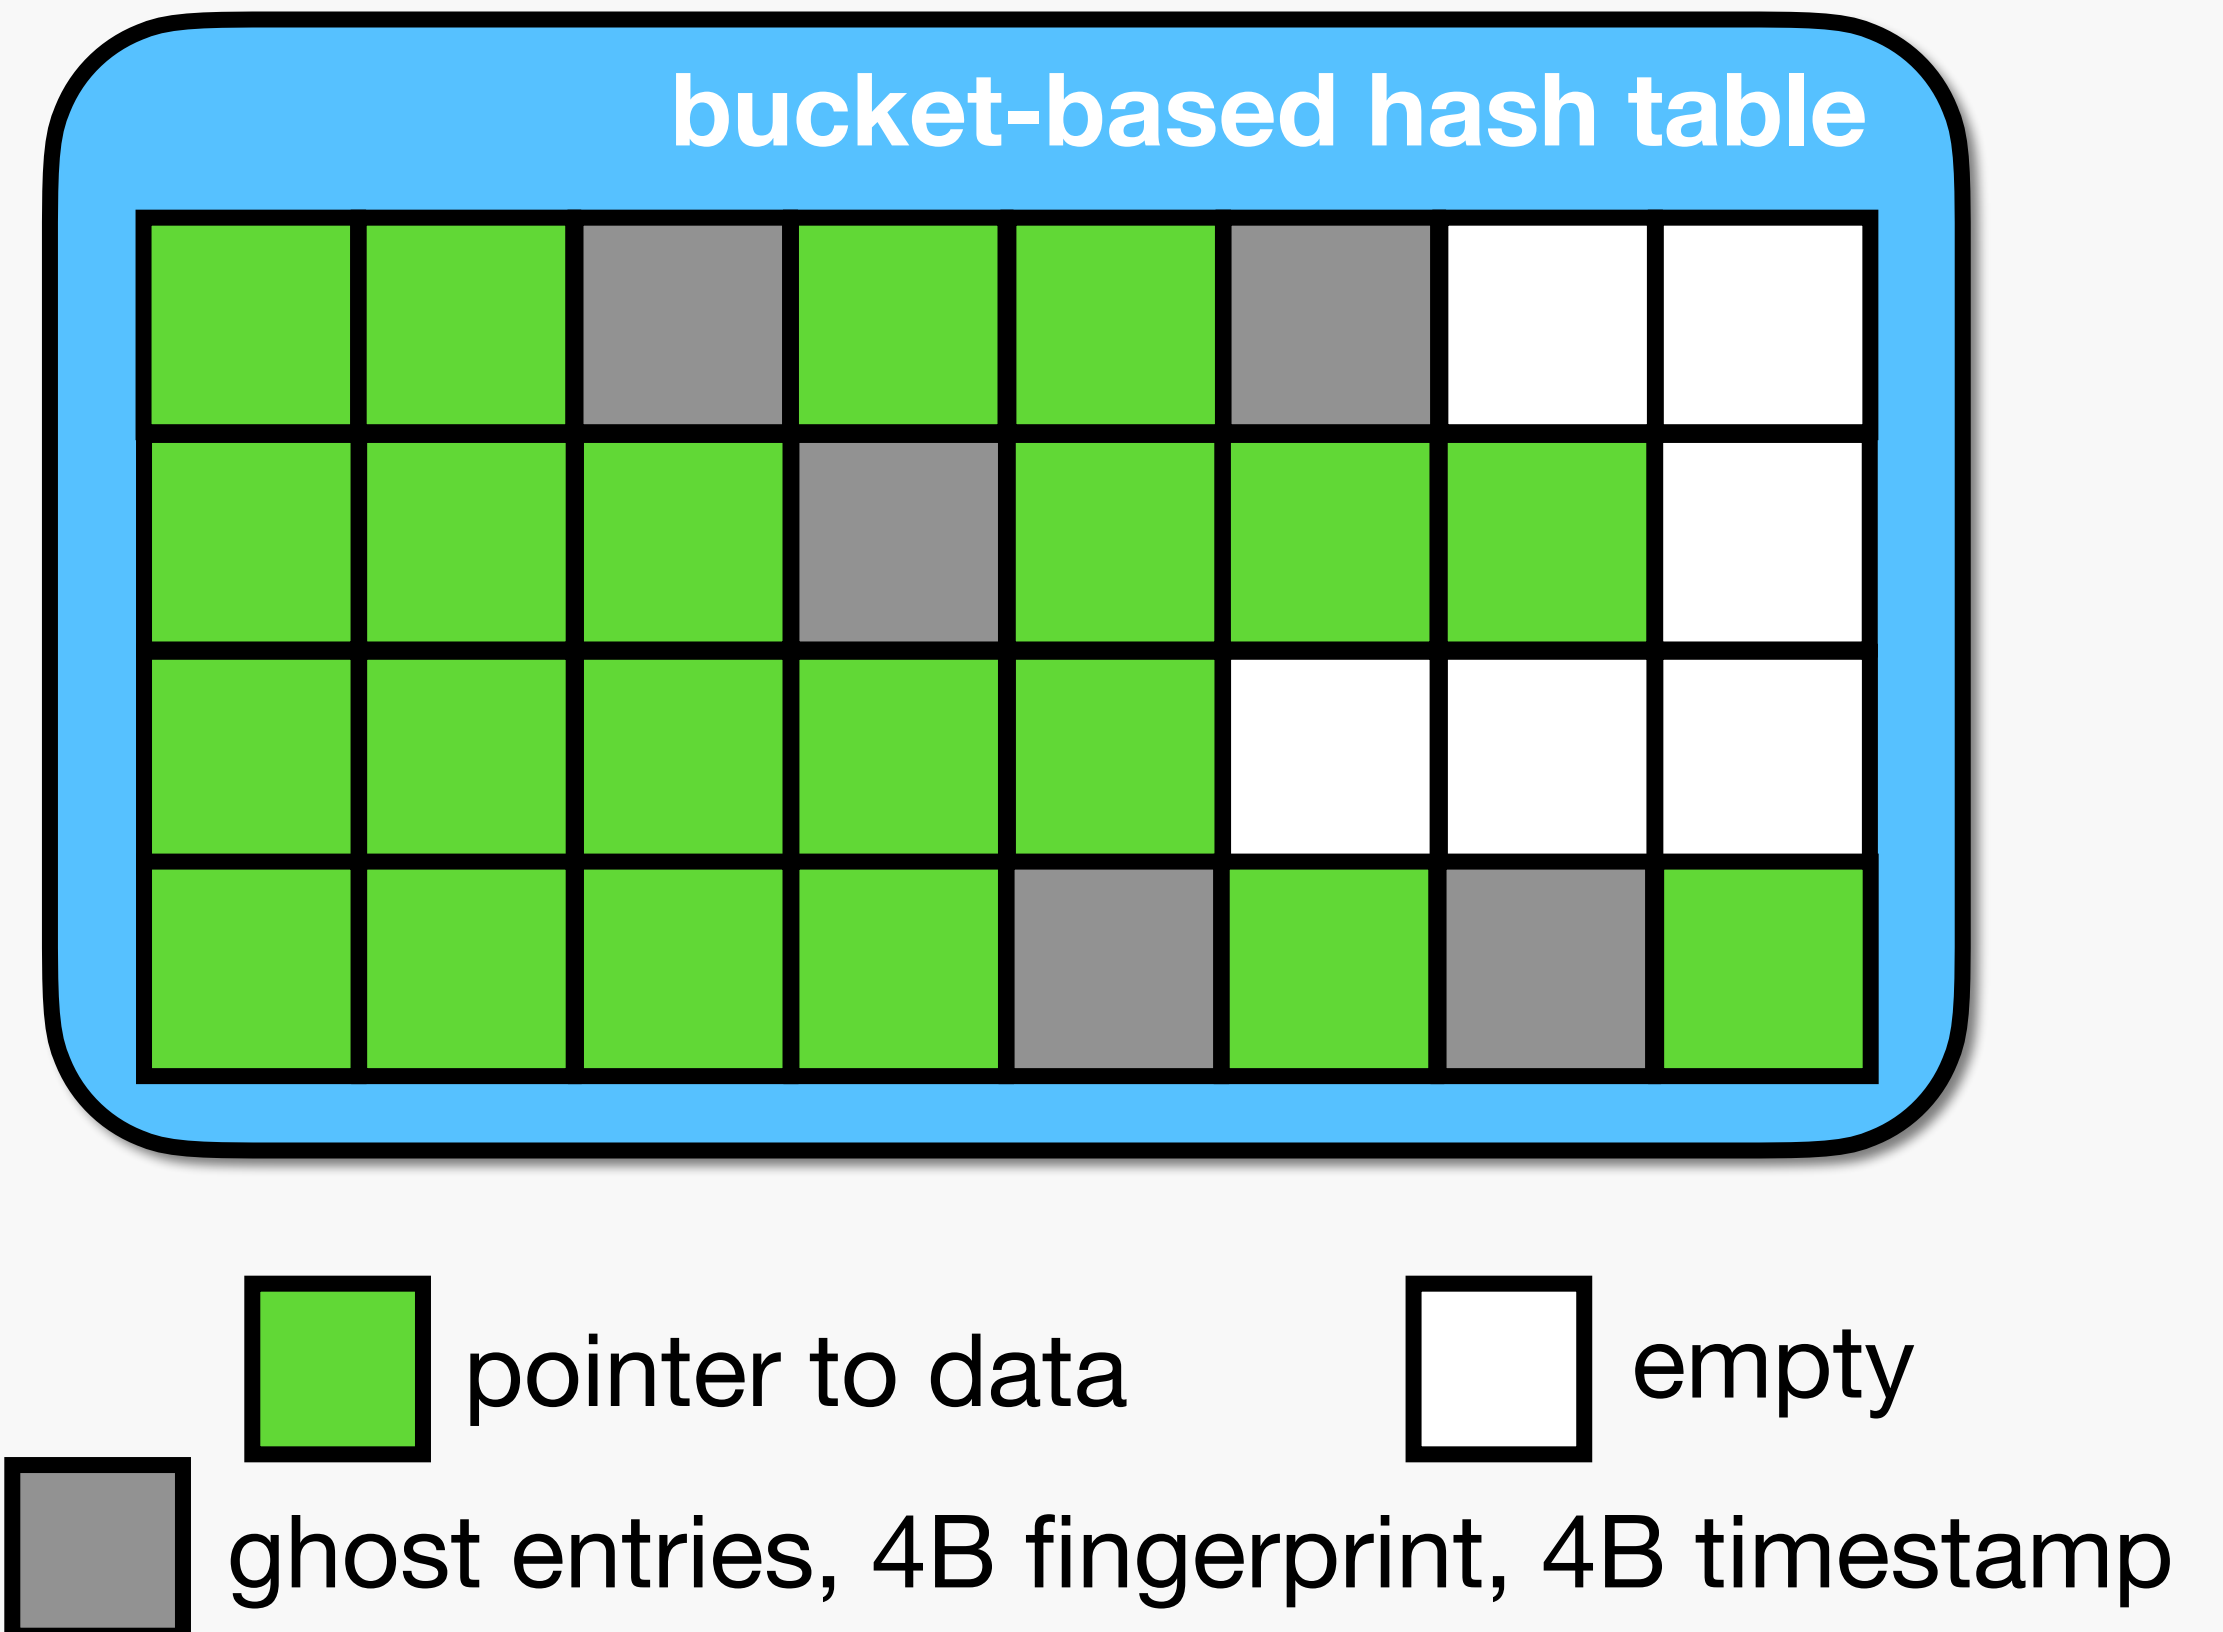 bucket-based hash table
pointer to data
empty
ghost entries, 4B fingerprint, 4B timestamp